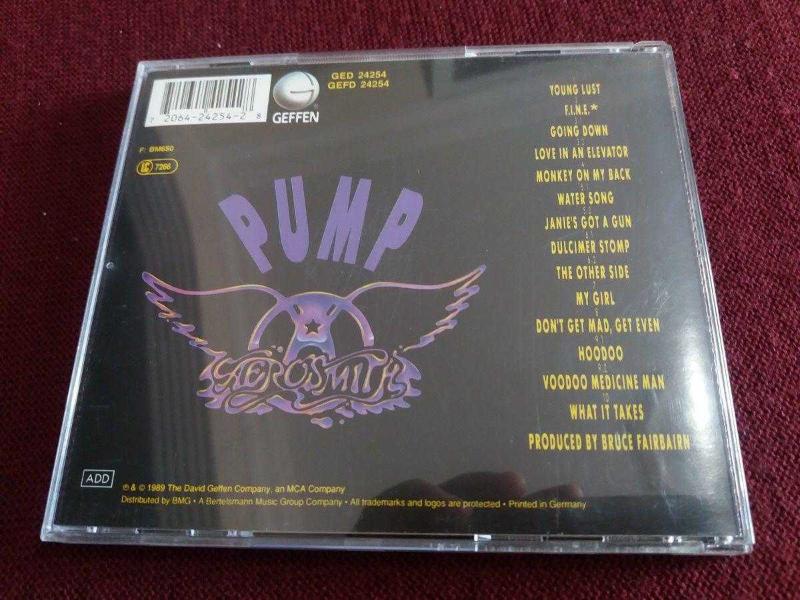 7 2064-24254-2 8
GEFFEN
GED 24254
GEFD 24254
F: BM650
LC 7266
PUMP
AEROSMITH
YOUNG LUST
F.I.N.E.*
GOING DOWN
LOVE IN AN ELEVATOR
MONKEY ON MY BACK
WATER SONG
JANIE'S GOT A GUN
DULCIMER STOMP
THE OTHER SIDE
MY GIRL
DON'T GET MAD, GET EVEN
HOODOO
VOODOO MEDICINE MAN
WHAT IT TAKES
PRODUCED BY BRUCE FAIRBAIRN
ADD
℗ & © 1989 The David Geffen Company, an MCA Company
Distributed by BMG • A Bertelsmann Music Group Company • All trademarks and logos are protected • Printed in Germany